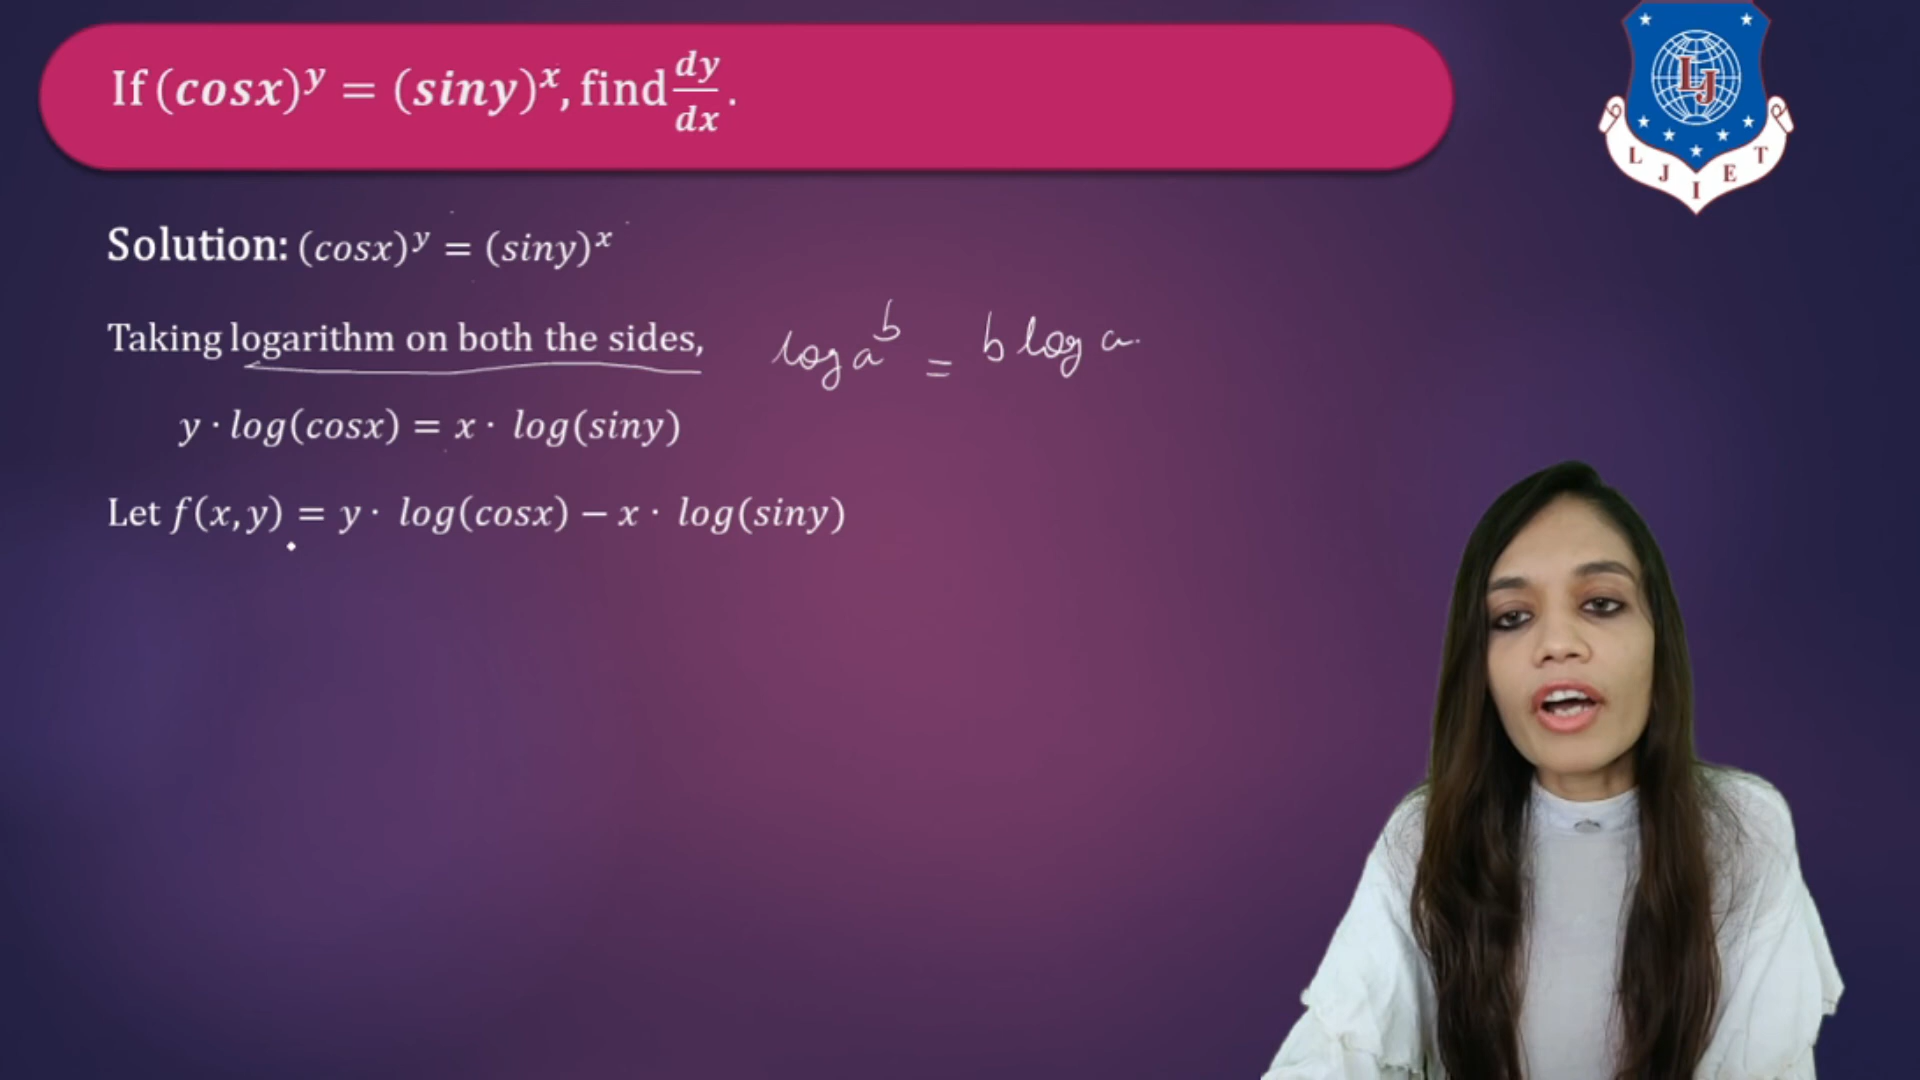 If (cosx)^y = (siny)^x, find dy/dx.
L J I E T
LJ
Solution: (cosx)^y = (siny)^x
Taking logarithm on both the sides,
log a^b = b log a.
y · log(cosx) = x · log(siny)
Let f(x, y) = y · log(cosx) − x · log(siny)